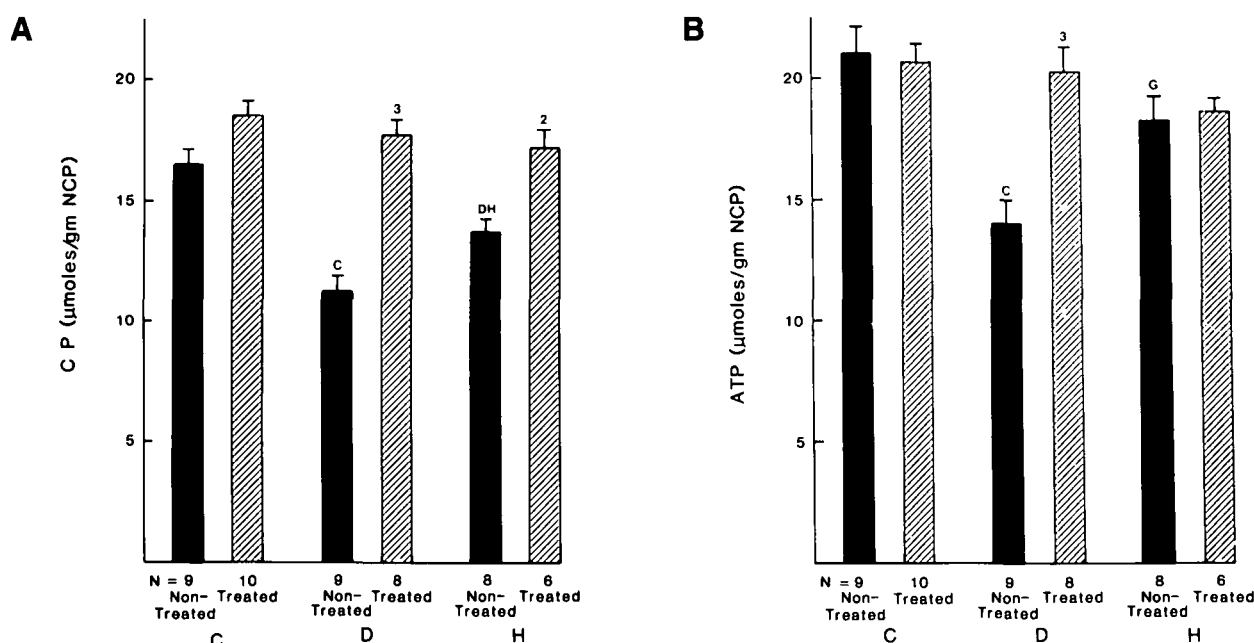 A
C P (μmoles/gm NCP)
20
15
10
5
C
3
DH
2
N = 9
10
9
8
8
6
Non-
Treated
Treated
Non-
Treated
Treated
Non-
Treated
Treated
C
D
H
B
ATP (μmoles/gm NCP)
20
15
10
5
C
3
G
N = 9
10
9
8
8
6
Non-
Treated
Treated
Non-
Treated
Treated
Non-
Treated
Treated
C
D
H